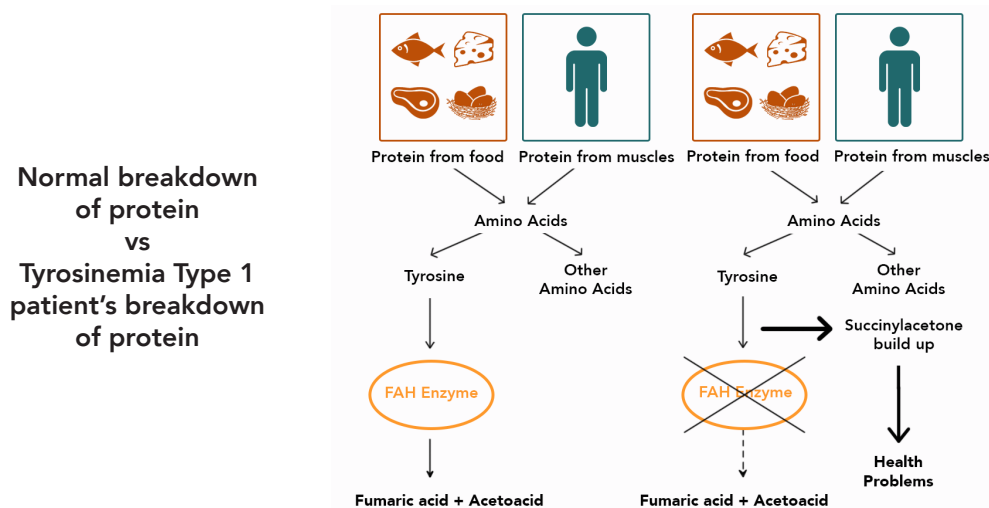 Normal breakdown
of protein
vs
Tyrosinemia Type 1
patient's breakdown
of protein
Protein from food
Protein from muscles
Amino Acids
Tyrosine
Other
Amino Acids
FAH Enzyme
Fumaric acid + Acetoacid
Protein from food
Protein from muscles
Amino Acids
Tyrosine
Other
Amino Acids
Succinylacetone
build up
FAH Enzyme
Health
Problems
Fumaric acid + Acetoacid